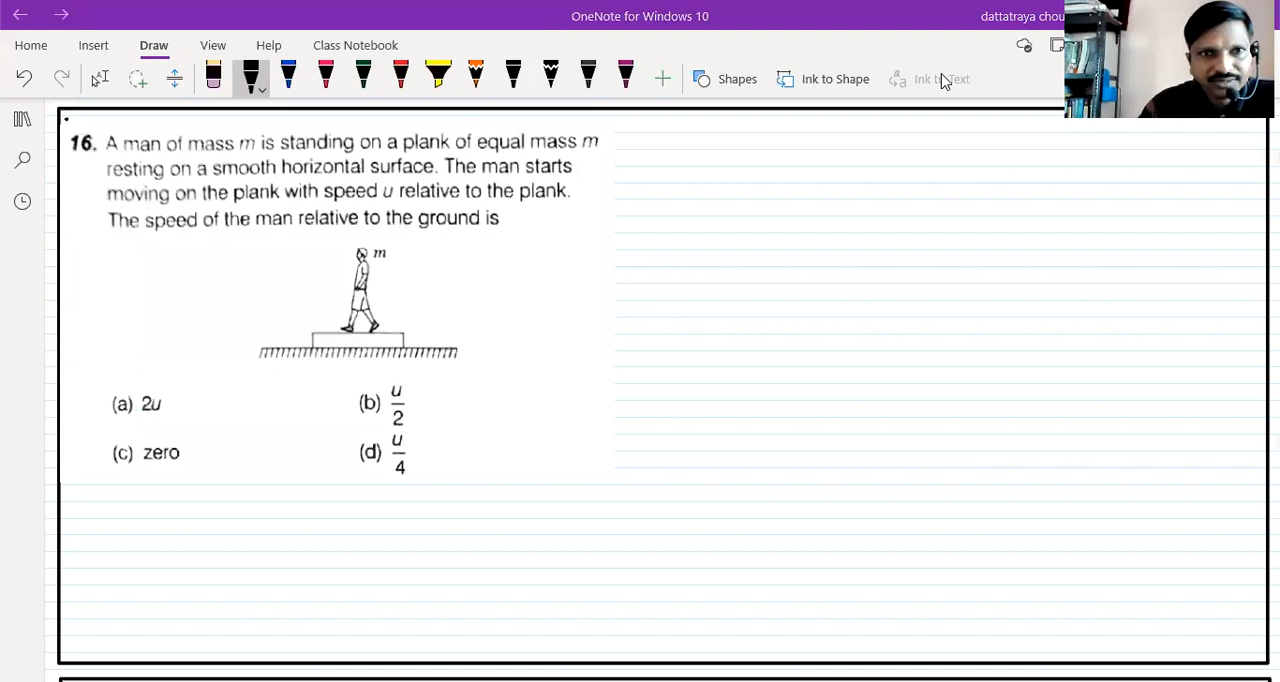 OneNote for Windows 10
dattatraya chou
Home Insert Draw View Help Class Notebook
Shapes Ink to Shape Ink to Text
16. A man of mass m is standing on a plank of equal mass m
resting on a smooth horizontal surface. The man starts
moving on the plank with speed u relative to the plank.
The speed of the man relative to the ground is
m
(a) 2u (b) u/2
(c) zero (d) u/4